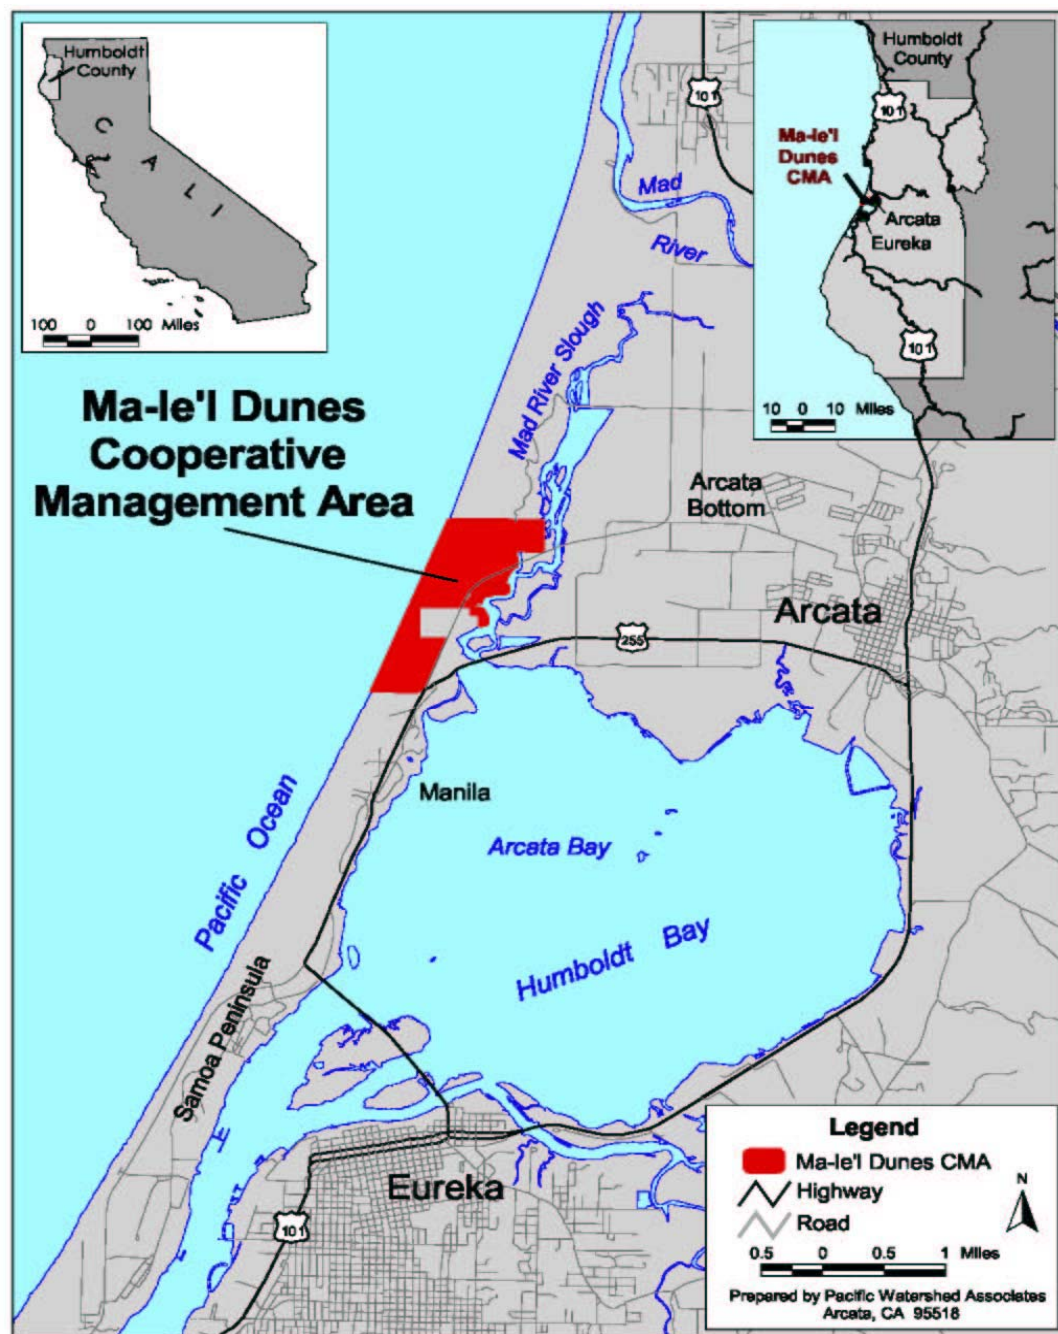 Humboldt
County
C A L I
100 0 100 Miles
Humboldt
County
101
Ma-le'l
Dunes
CMA
Arcata
Eureka
101
10 0 10 Miles
101
Mad
River
Mad River Slough
Ma-le'l Dunes
Cooperative
Management Area
Arcata
Bottom
Arcata
255
Manila
Arcata Bay
Humboldt Bay
Pacific Ocean
Samoa Peninsula
Eureka
101
Legend
Ma-le'l Dunes CMA
Highway
Road
N
0.5 0 0.5 1 Miles
Prepared by Pacific Watershed Associates
Arcata, CA 95518